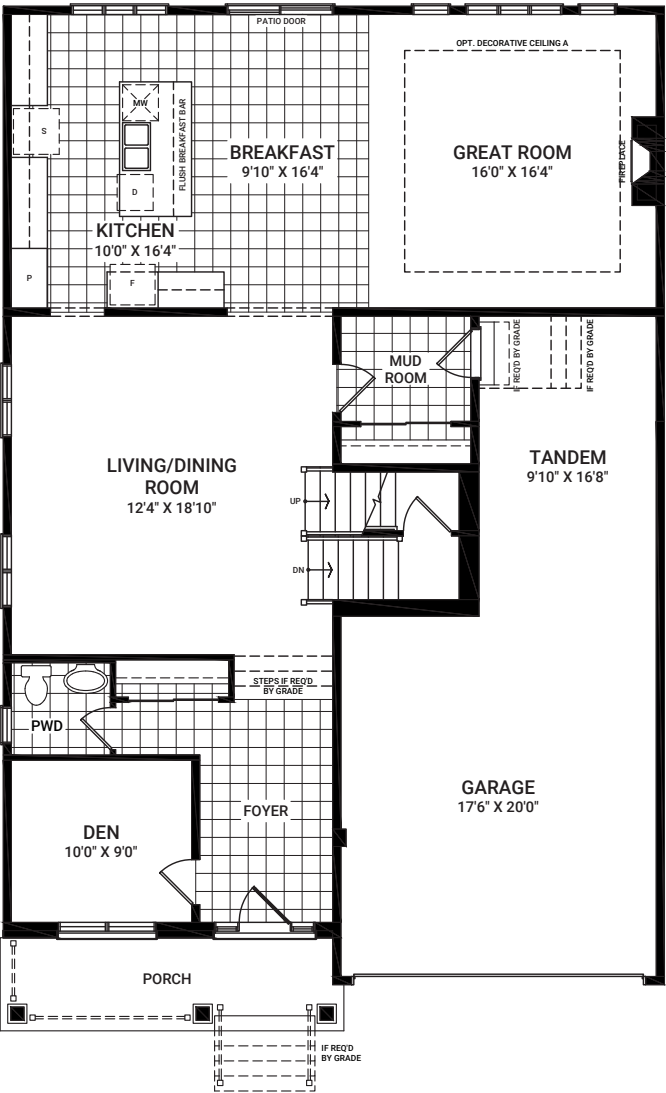 PATIO DOOR
OPT. DECORATIVE CEILING A
MW
S
FLUSH BREAKFAST BAR
BREAKFAST
9'10" X 16'4"
GREAT ROOM
16'0" X 16'4"
FIREPLACE
D
KITCHEN
10'0" X 16'4"
P
F
MUD
ROOM
IF REQ'D BY GRADE
IF REQ'D BY GRADE
LIVING/DINING
ROOM
12'4" X 18'10"
TANDEM
9'10" X 16'8"
UP
DN
STEPS IF REQ'D
BY GRADE
PWD
GARAGE
17'6" X 20'0"
FOYER
DEN
10'0" X 9'0"
PORCH
IF REQ'D
BY GRADE